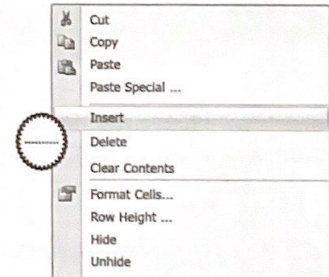 Cut
Copy
Paste
Paste Special ...
Insert
Delete
Clear Contents
Format Cells...
Row Height ...
Hide
Unhide